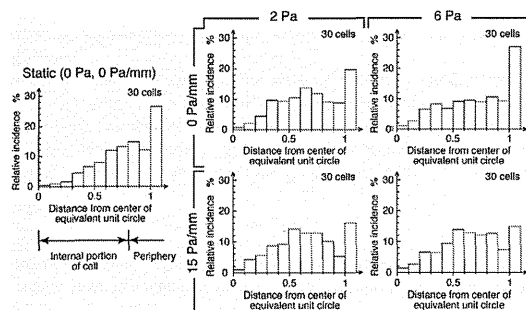 2 Pa
6 Pa
Static (0 Pa, 0 Pa/mm)
30 cells
Relative incidence %
30
20
10
0
0
0.5
1
Distance from center of
equivalent unit circle
Internal portion
of cell
Periphery
0 Pa/mm
30 cells
Relative incidence %
30
20
10
0
0
0.5
1
Distance from center of
equivalent unit circle
30 cells
Relative incidence %
30
20
10
0
0
0.5
1
Distance from center of
equivalent unit circle
15 Pa/mm
30 cells
Relative incidence %
30
20
10
0
0
0.5
1
Distance from center of
equivalent unit circle
30 cells
Relative incidence %
30
20
10
0
0
0.5
1
Distance from center of
equivalent unit circle